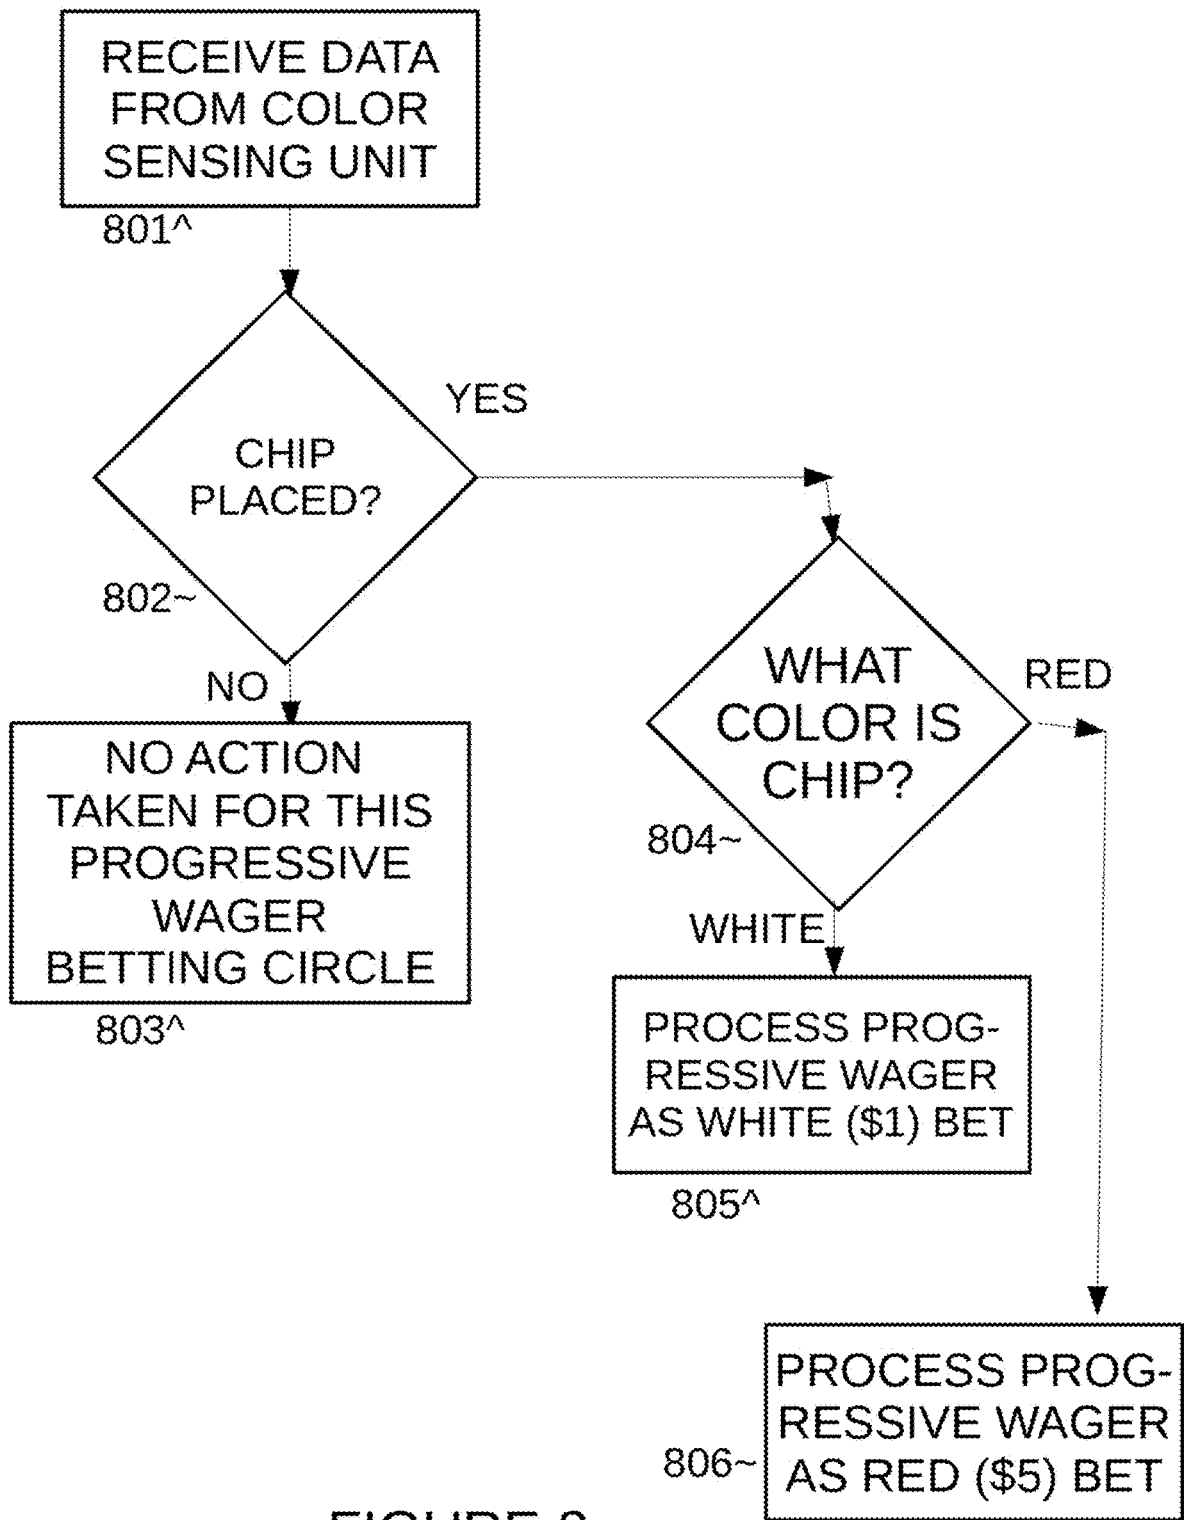 RECEIVE DATA
FROM COLOR
SENSING UNIT
801^
CHIP
PLACED?
YES
802~
NO
NO ACTION
TAKEN FOR THIS
PROGRESSIVE
WAGER
BETTING CIRCLE
803^
WHAT
COLOR IS
CHIP?
RED
804~
WHITE
PROCESS PROG-
RESSIVE WAGER
AS WHITE ($1) BET
805^
PROCESS PROG-
RESSIVE WAGER
AS RED ($5) BET
806~
FIGURE